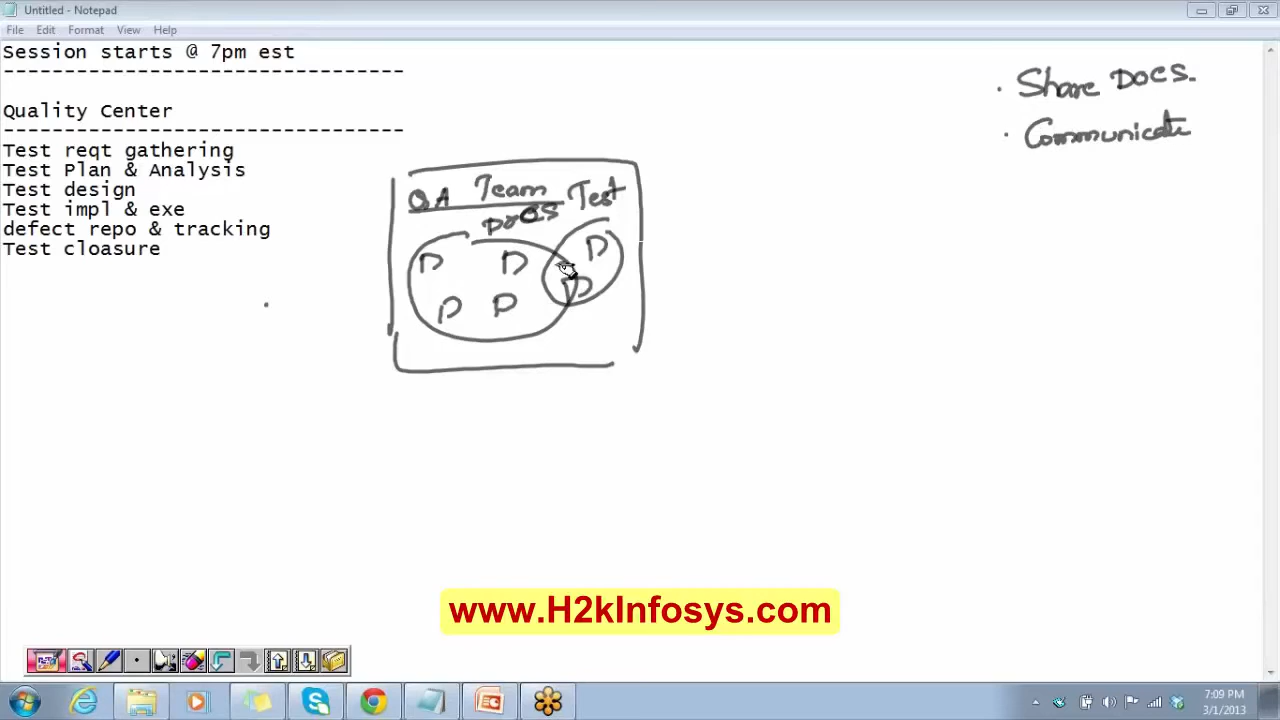 Untitled - Notepad
File Edit Format View Help
Session starts @ 7pm est
---------------------------------
Quality Center
---------------------------------
Test reqt gathering
Test Plan & Analysis
Test design
Test impl & exe
defect repo & tracking
Test cloasure
· Share DOCS.
· Communicate
QA Team Test
DOCS
D D D
D D D
www.H2kInfosys.com
7:09 PM
3/1/2013